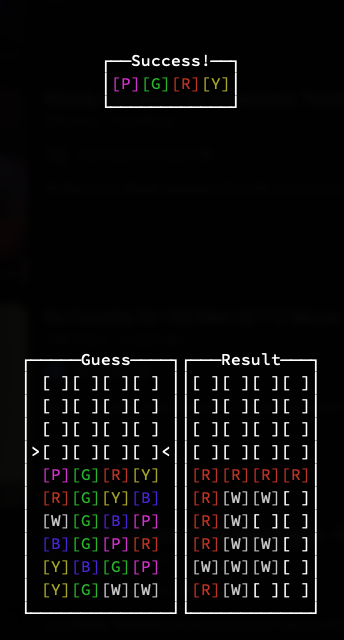 Success!
[P][G][R][Y]
Guess Result
[ ][ ][ ][ ] [ ][ ][ ][ ]
[ ][ ][ ][ ] [ ][ ][ ][ ]
[ ][ ][ ][ ] [ ][ ][ ][ ]
>[ ][ ][ ][ ]< [ ][ ][ ][ ]
[P][G][R][Y] [R][R][R][R]
[R][G][Y][B] [R][W][W][ ]
[W][G][B][P] [R][W][ ][ ]
[B][G][P][R] [R][W][W][ ]
[Y][B][G][P] [W][W][W][ ]
[Y][G][W][W] [R][W][ ][ ]